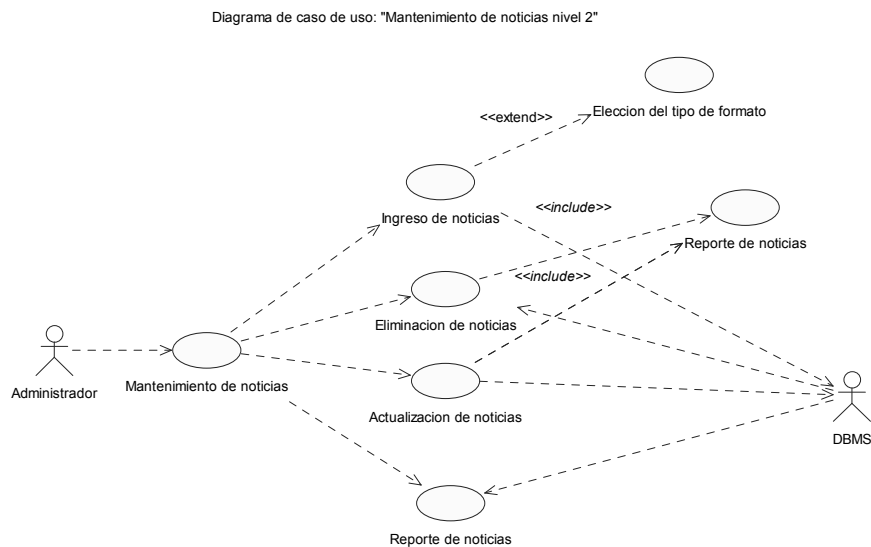 Diagrama de caso de uso: "Mantenimiento de noticias nivel 2"
Eleccion del tipo de formato
<<extend>>
Ingreso de noticias
<<include>>
Reporte de noticias
<<include>>
Eliminacion de noticias
Administrador
Mantenimiento de noticias
Actualizacion de noticias
DBMS
Reporte de noticias